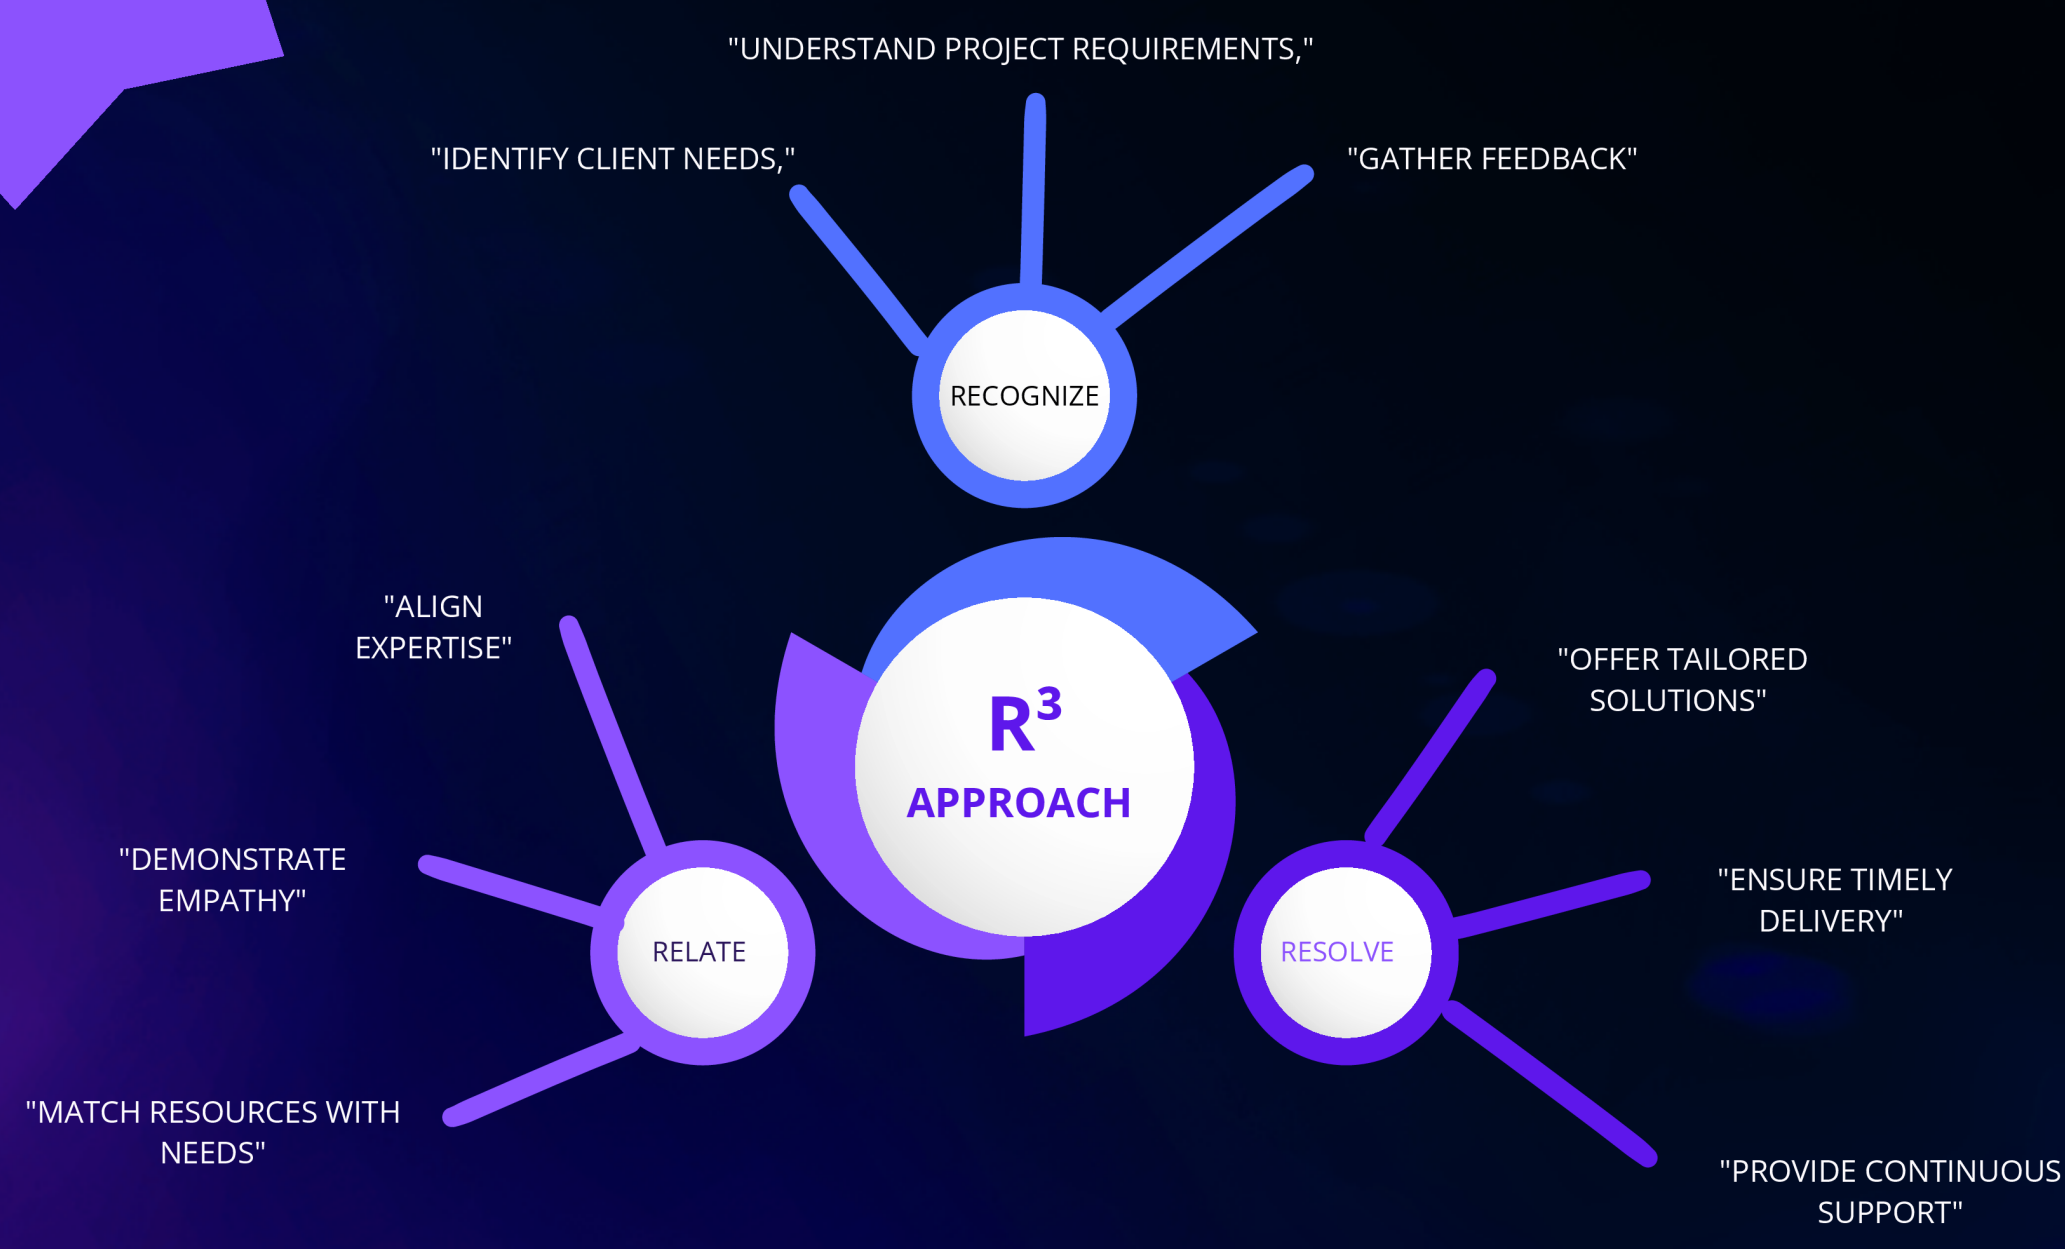 "UNDERSTAND PROJECT REQUIREMENTS,"
"IDENTIFY CLIENT NEEDS,"
"GATHER FEEDBACK"
RECOGNIZE
R³
APPROACH
"ALIGN
EXPERTISE"
"DEMONSTRATE
EMPATHY"
RELATE
"MATCH RESOURCES WITH
NEEDS"
"OFFER TAILORED
SOLUTIONS"
"ENSURE TIMELY
DELIVERY"
RESOLVE
"PROVIDE CONTINUOUS
SUPPORT"